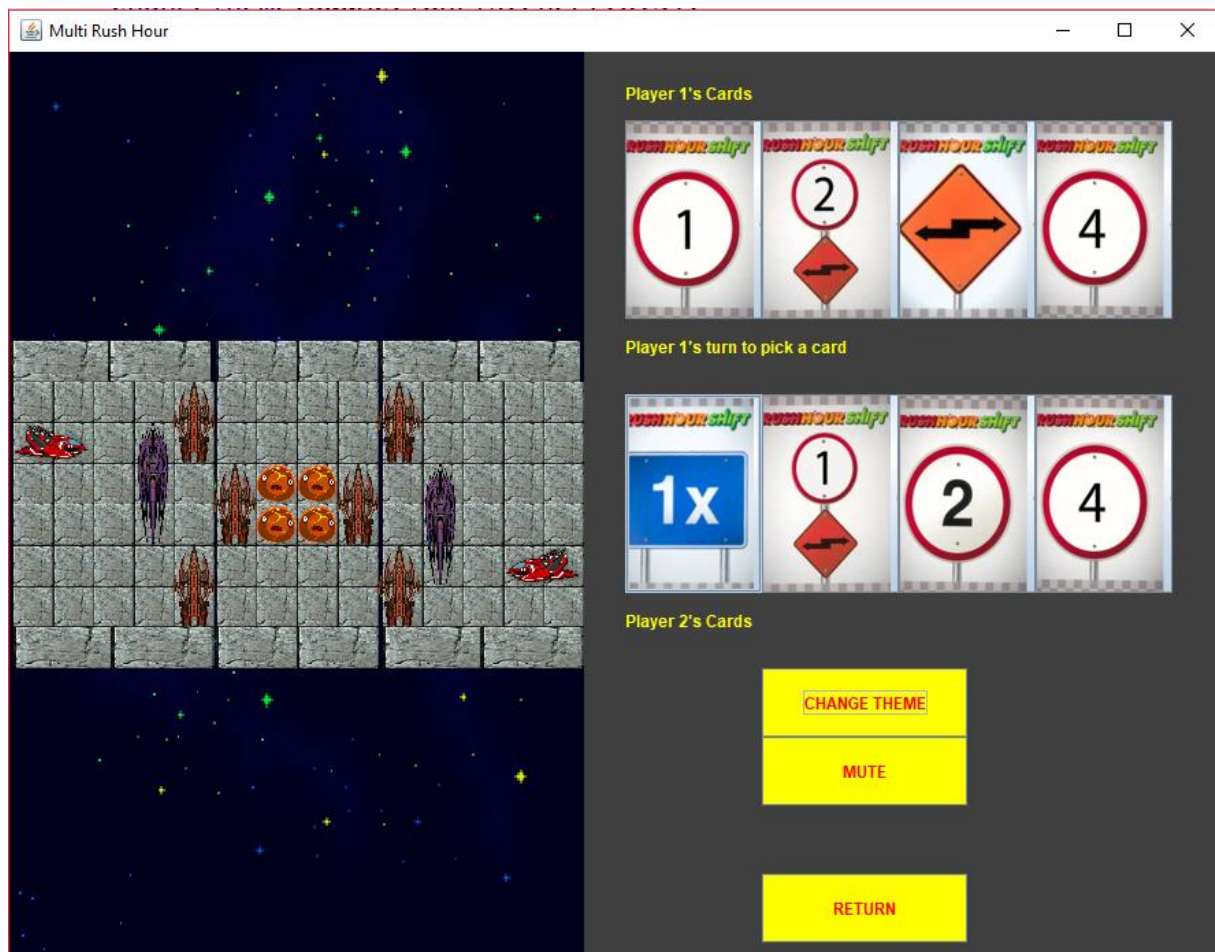 Multi Rush Hour
Player 1's Cards
RUSH HOUR SHIFT RUSH HOUR SHIFT RUSH HOUR SHIFT RUSH HOUR SHIFT
1 2 4
Player 1's turn to pick a card
RUSH HOUR SHIFT RUSH HOUR SHIFT RUSH HOUR SHIFT RUSH HOUR SHIFT
1x 1 2 4
Player 2's Cards
CHANGE THEME
MUTE
RETURN